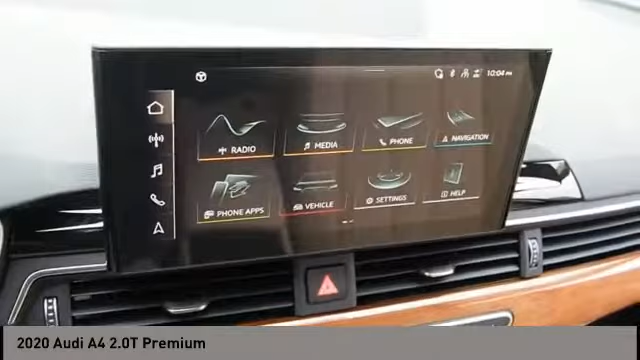 10:04 PM
RADIO
MEDIA
PHONE
NAVIGATION
PHONE APPS
VEHICLE
SETTINGS
HELP
2020 Audi A4 2.0T Premium